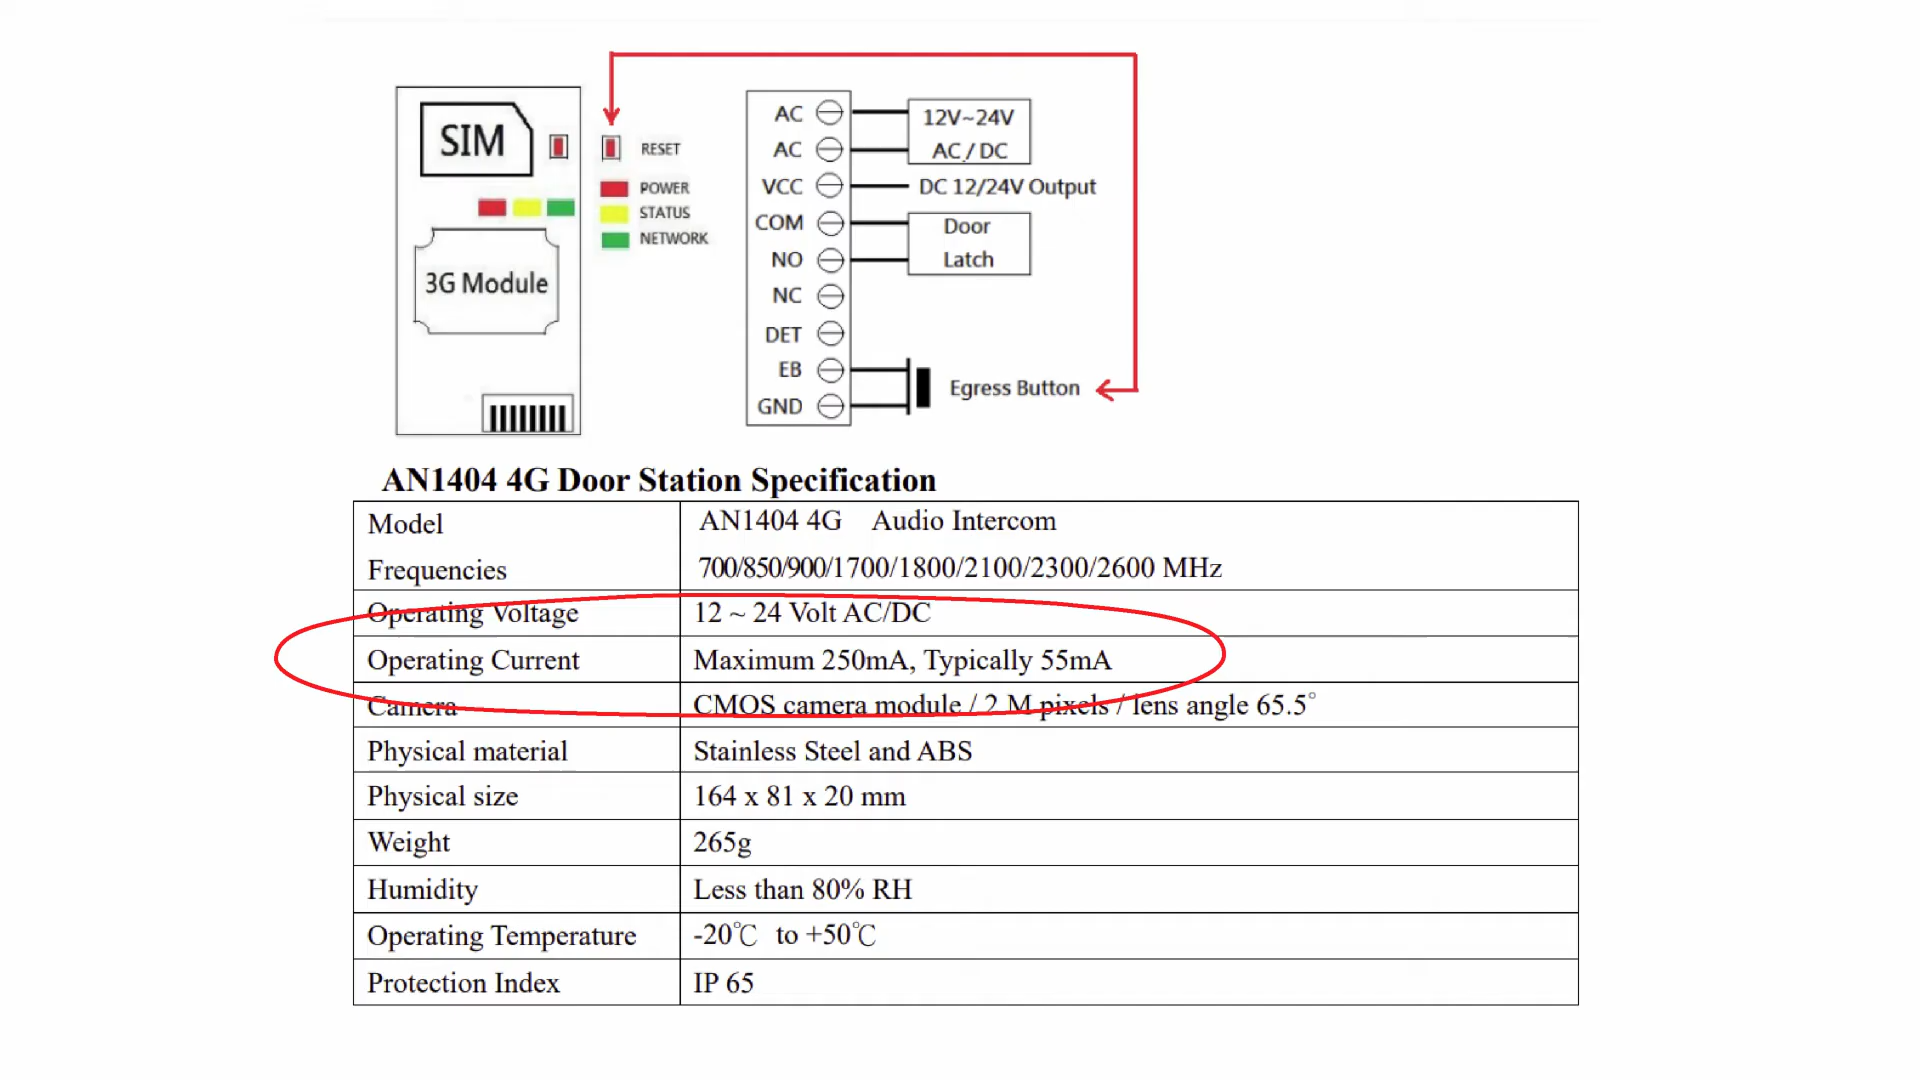 SIM
RESET
POWER
STATUS
NETWORK
3G Module
AC
AC
VCC
COM
NO
NC
DET
EB
GND
12V~24V
AC / DC
DC 12/24V Output
Door
Latch
Egress Button
AN1404 4G Door Station Specification
Model AN1404 4G Audio Intercom
Frequencies 700/850/900/1700/1800/2100/2300/2600 MHz
Operating Voltage 12 ~ 24 Volt AC/DC
Operating Current Maximum 250mA, Typically 55mA
Camera CMOS camera module / 2 M pixels / lens angle 65.5°
Physical material Stainless Steel and ABS
Physical size 164 x 81 x 20 mm
Weight 265g
Humidity Less than 80% RH
Operating Temperature -20℃ to +50℃
Protection Index IP 65